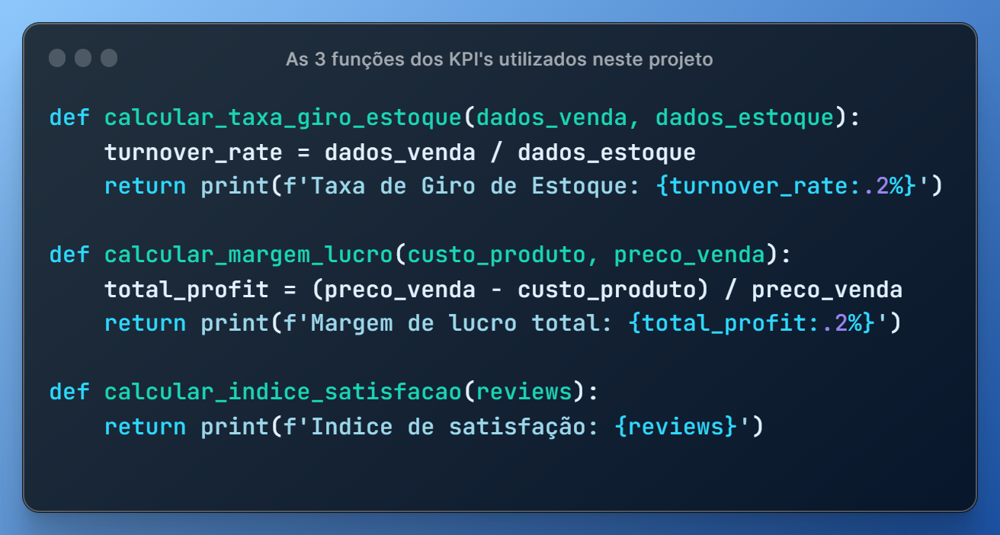 As 3 funções dos KPI's utilizados neste projeto
def calcular_taxa_giro_estoque(dados_venda, dados_estoque):
    turnover_rate = dados_venda / dados_estoque
    return print(f'Taxa de Giro de Estoque: {turnover_rate:.2%}')
def calcular_margem_lucro(custo_produto, preco_venda):
    total_profit = (preco_venda - custo_produto) / preco_venda
    return print(f'Margem de lucro total: {total_profit:.2%}')
def calcular_indice_satisfacao(reviews):
    return print(f'Indice de satisfação: {reviews}')